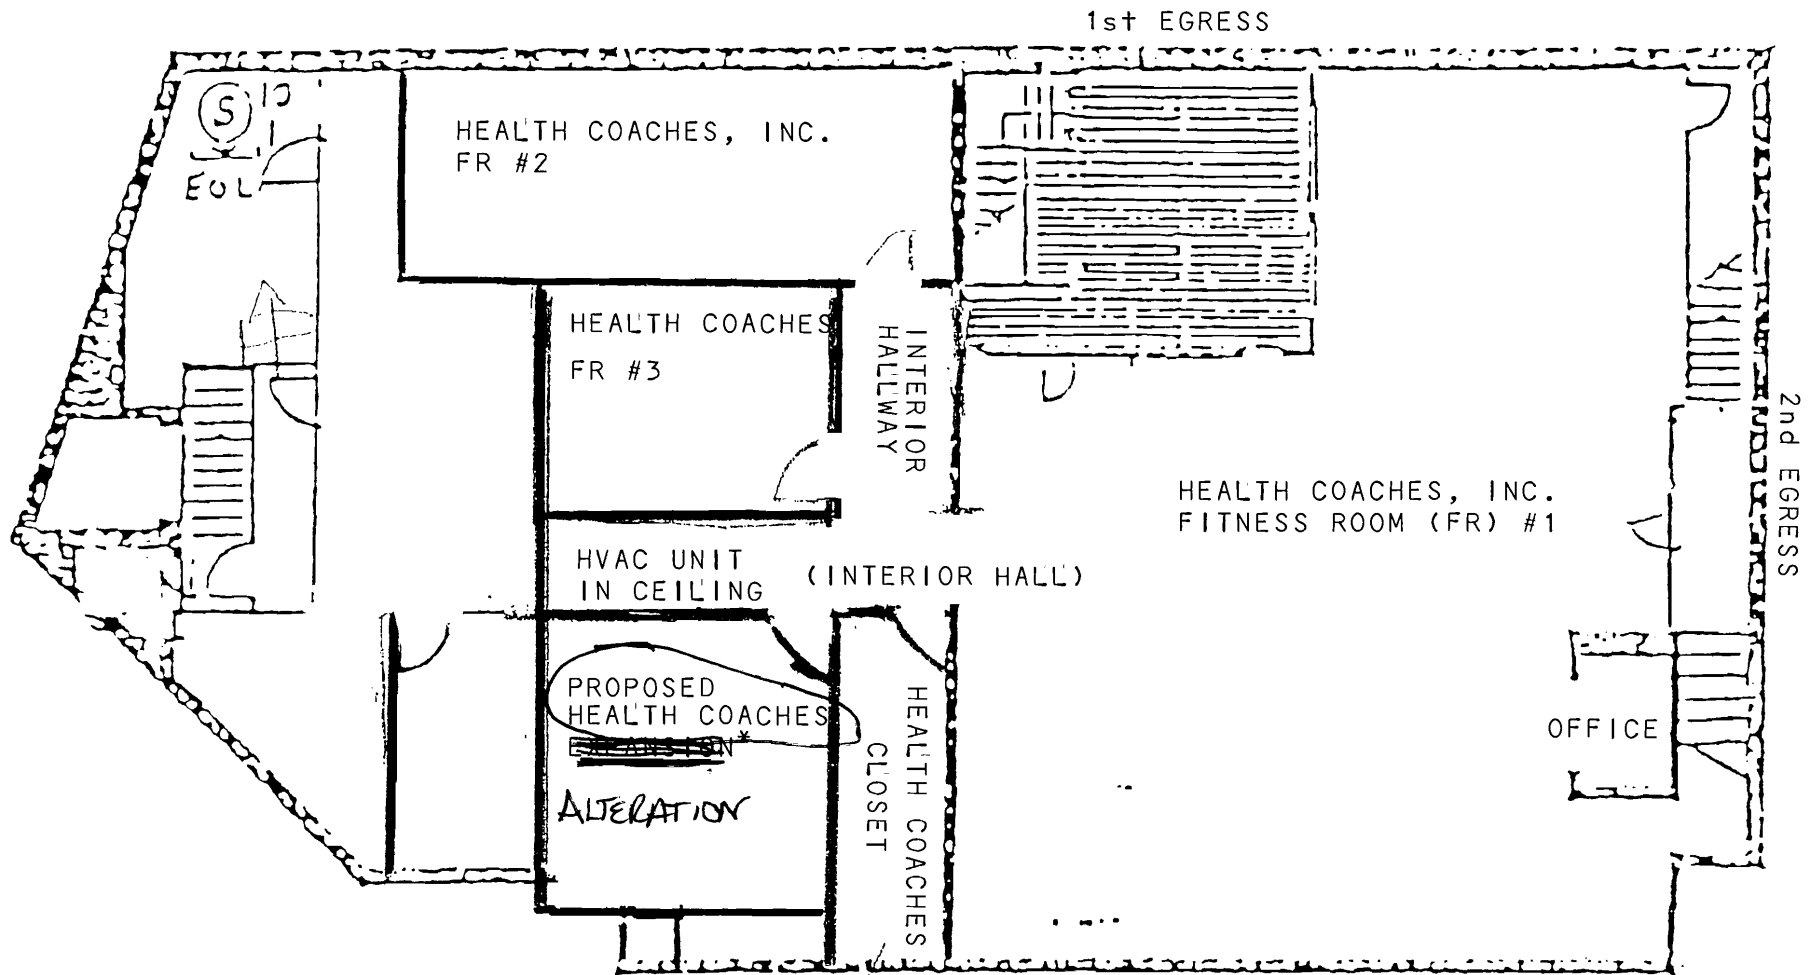 1st EGRESS
S
EOL
HEALTH COACHES, INC.
FR #2
HEALTH COACHES
FR #3
INTERIOR
HALLWAY
2nd EGRESS
HEALTH COACHES, INC.
FITNESS ROOM (FR) #1
HVAC UNIT
IN CEILING
(INTERIOR HALL)
PROPOSED
HEALTH COACHES
EXPANSION*
ALTERATION
HEALTH COACHES
CLOSET
OFFICE